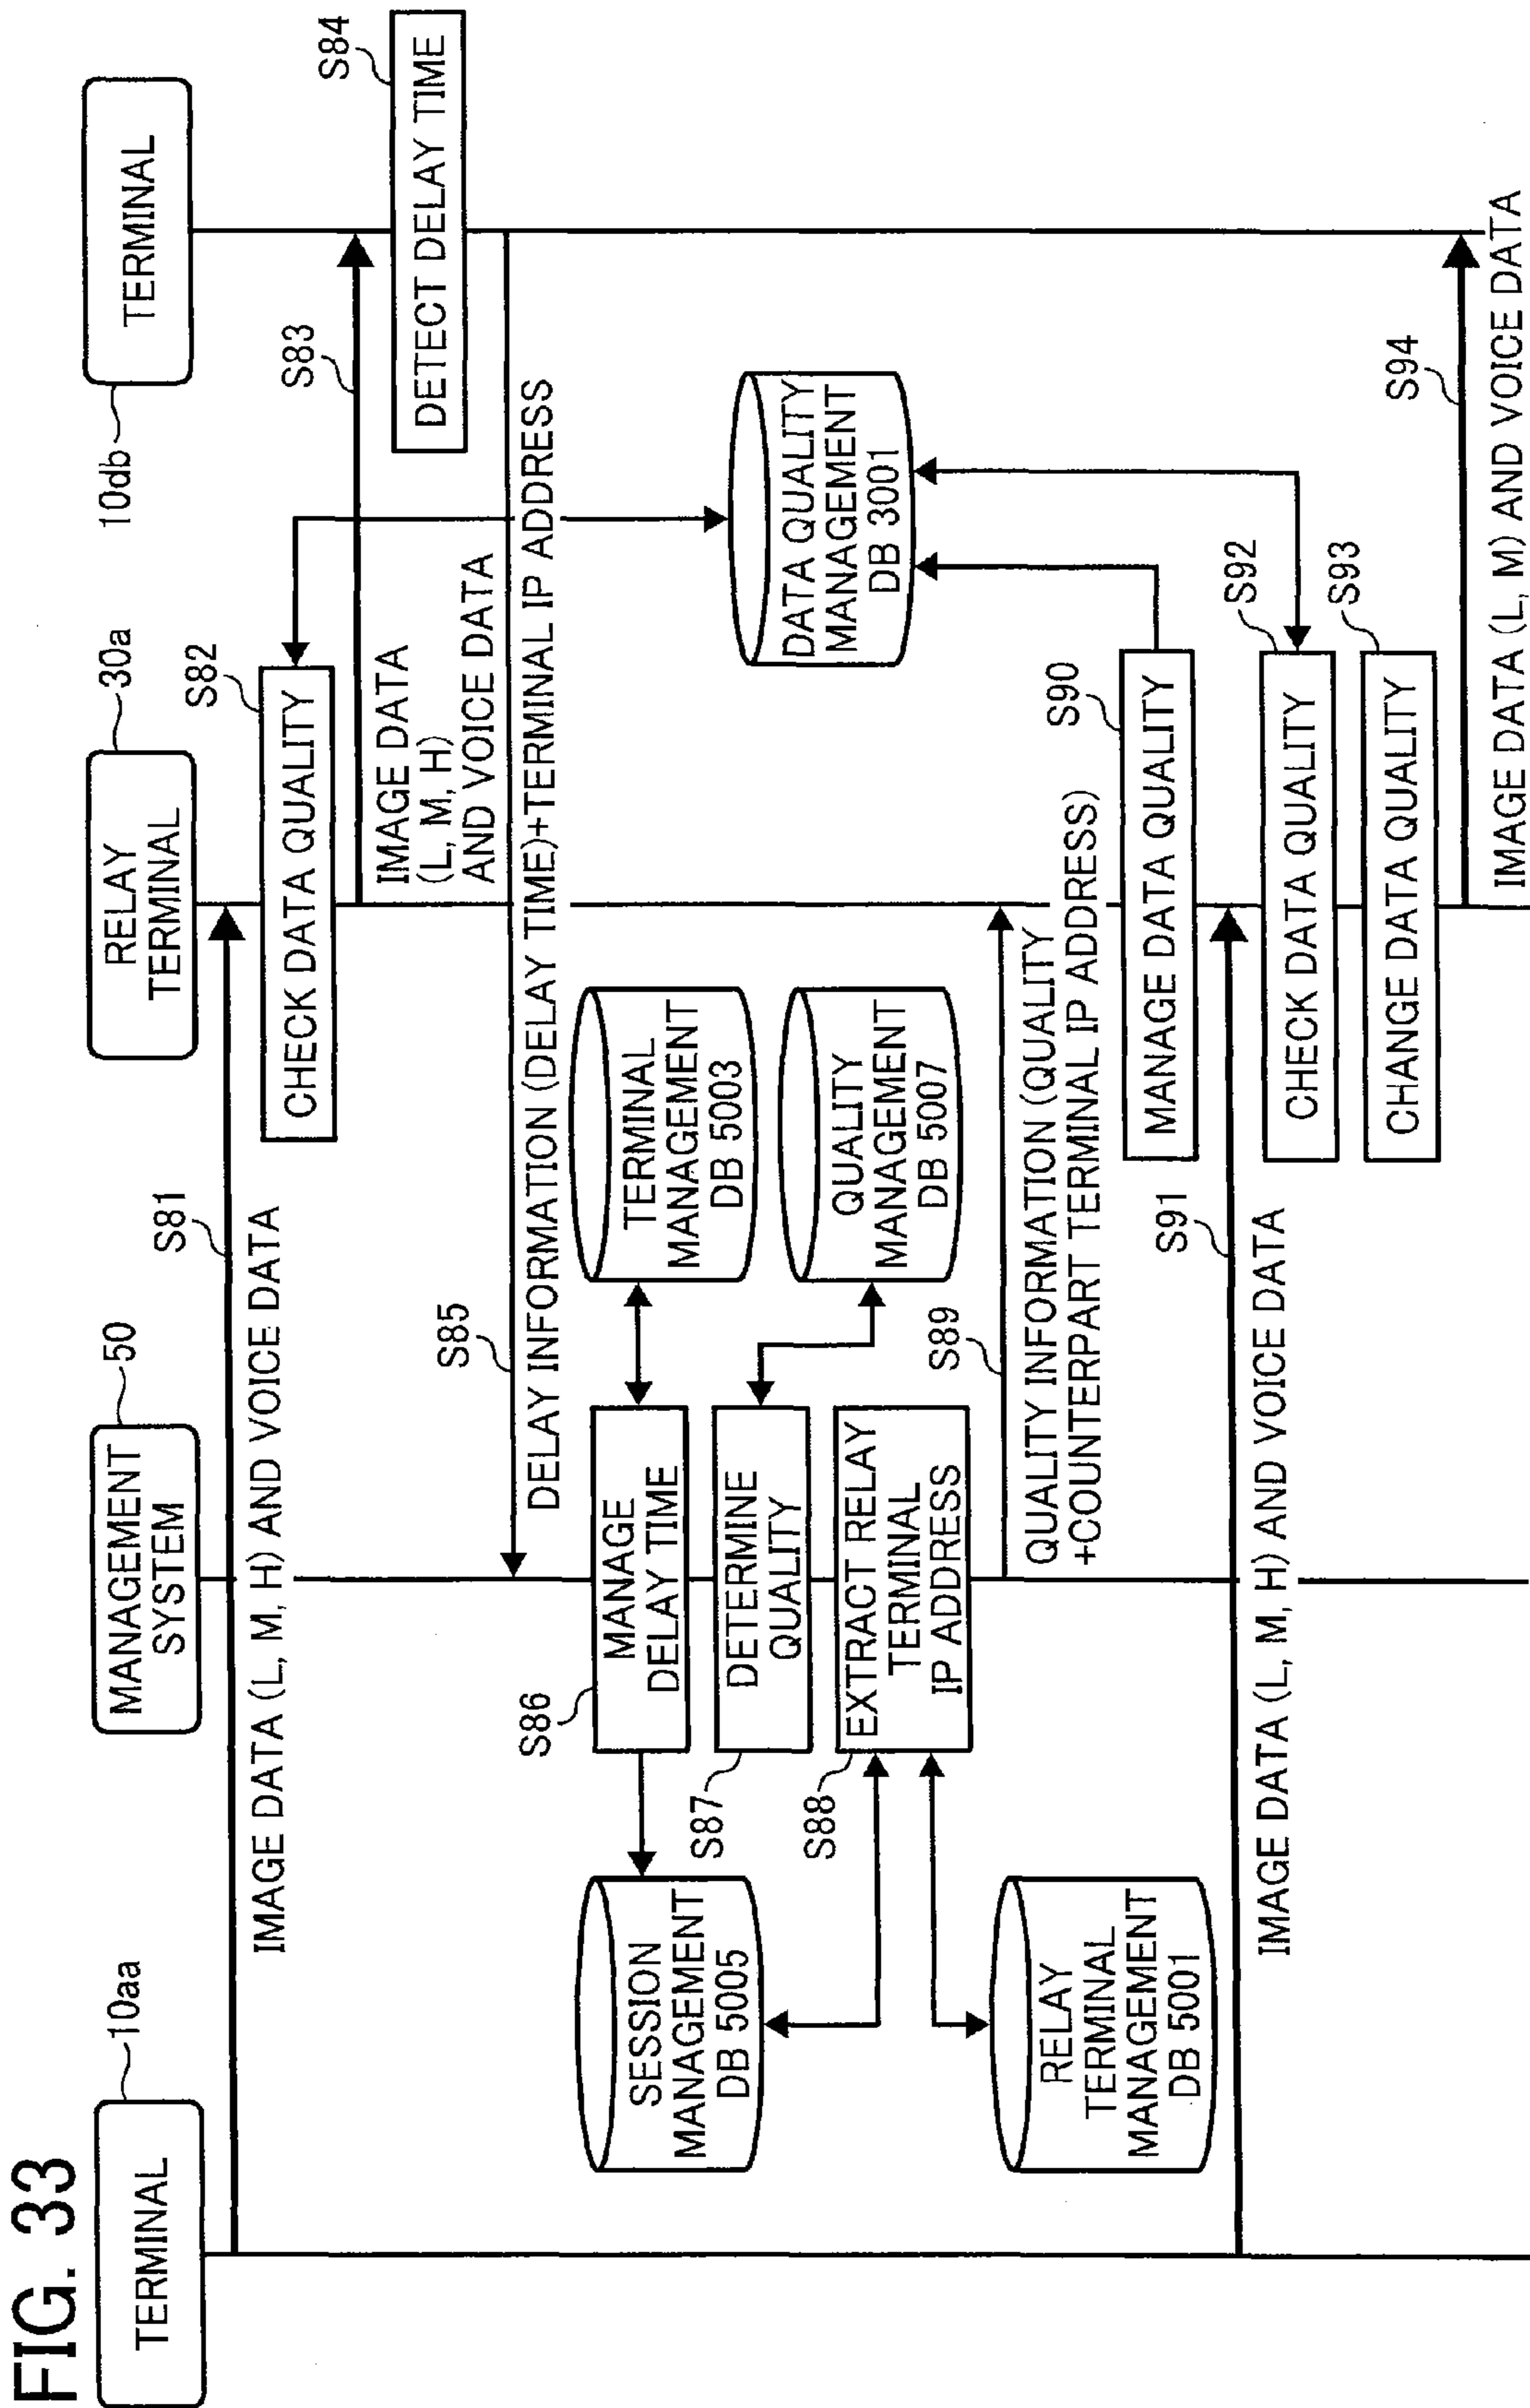 FIG. 33
TERMINAL
10aa
MANAGEMENT
SYSTEM
50
RELAY
TERMINAL
30a
TERMINAL
10db
S81
IMAGE DATA (L, M, H) AND VOICE DATA
S82
CHECK DATA QUALITY
S83
IMAGE DATA
(L, M, H)
AND VOICE DATA
S84
DETECT DELAY TIME
S85
DELAY INFORMATION (DELAY TIME)+TERMINAL IP ADDRESS
S86
MANAGE
DELAY TIME
SESSION
MANAGEMENT
DB 5005
TERMINAL
MANAGEMENT
DB 5003
S87
DETERMINE
QUALITY
QUALITY
MANAGEMENT
DB 5007
DATA QUALITY
MANAGEMENT
DB 3001
S88
EXTRACT RELAY
TERMINAL
IP ADDRESS
RELAY
TERMINAL
MANAGEMENT
DB 5001
S89
QUALITY INFORMATION (QUALITY
+COUNTERPART TERMINAL IP ADDRESS)
S90
MANAGE DATA QUALITY
S91
IMAGE DATA (L, M, H) AND VOICE DATA
S92
CHECK DATA QUALITY
S93
CHANGE DATA QUALITY
S94
IMAGE DATA (L, M) AND VOICE DATA